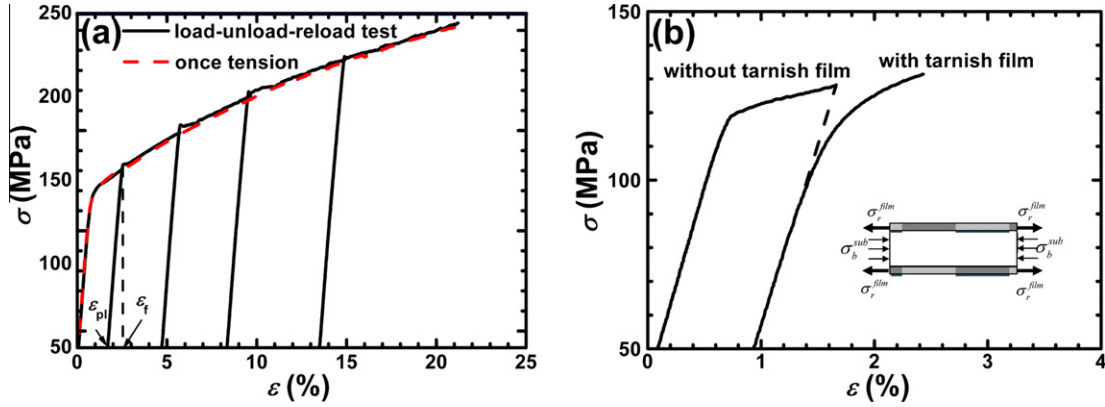 (a)
load-unload-reload test
once tension
250
200
150
100
50
σ (MPa)
ε_pl
ε_f
0 5 10 15 20 25
ε (%)
(b)
without tarnish film
with tarnish film
150
100
50
σ (MPa)
σ_r^film σ_r^film
σ_b^sub σ_b^sub
σ_r^film σ_r^film
0 1 2 3 4
ε (%)